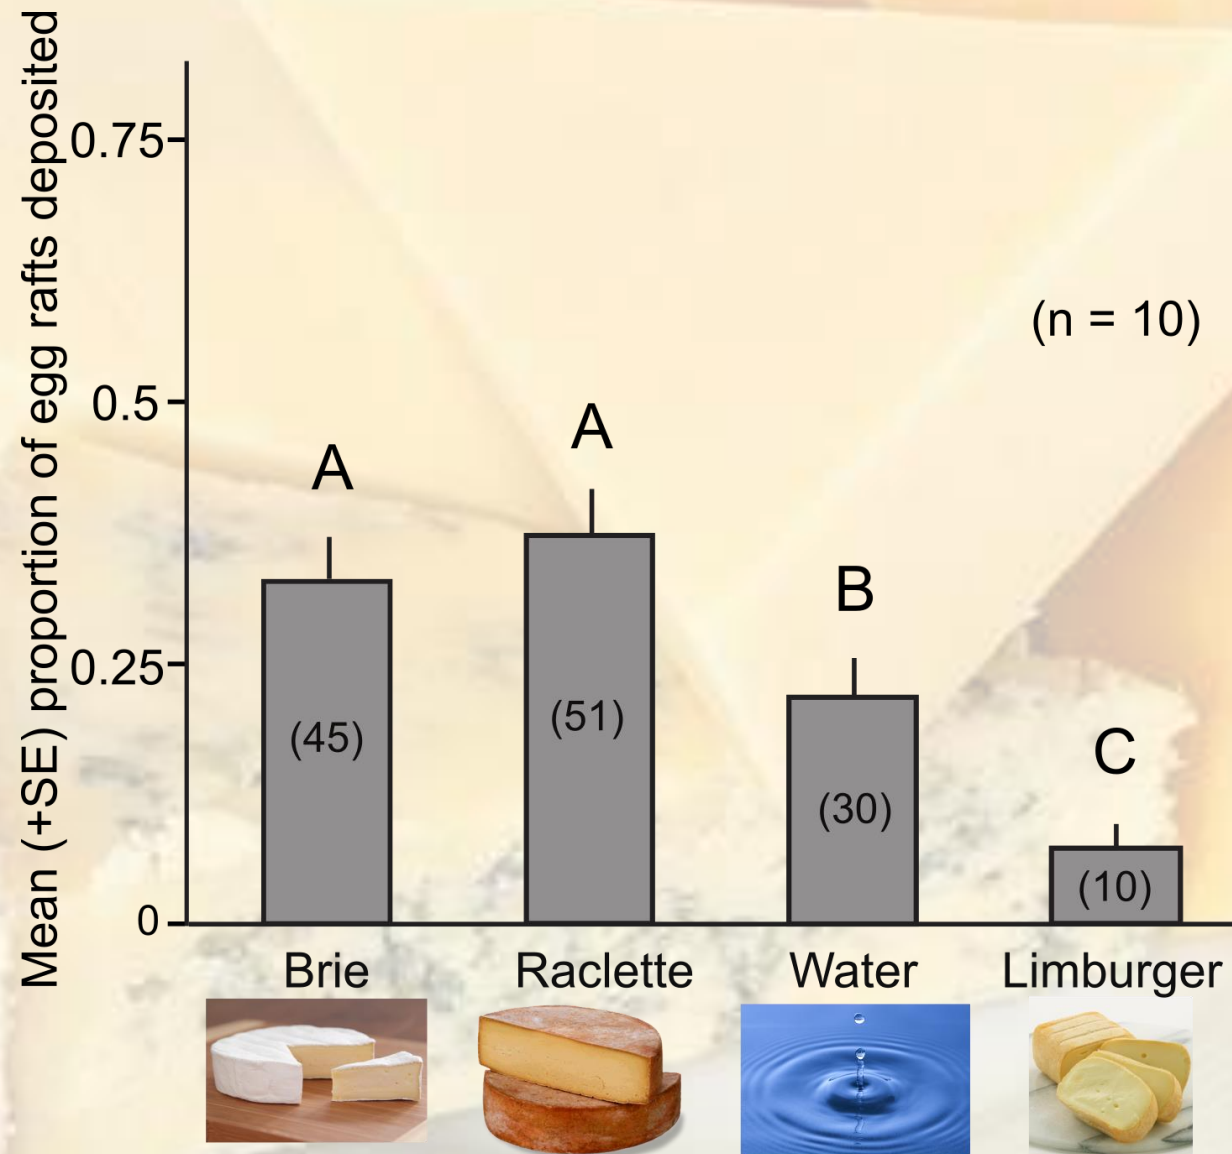 Mean (+SE) proportion of egg rafts deposited
0.75
0.5
0.25
0
(n = 10)
A
A
B
C
(45)
(51)
(30)
(10)
Brie
Raclette
Water
Limburger